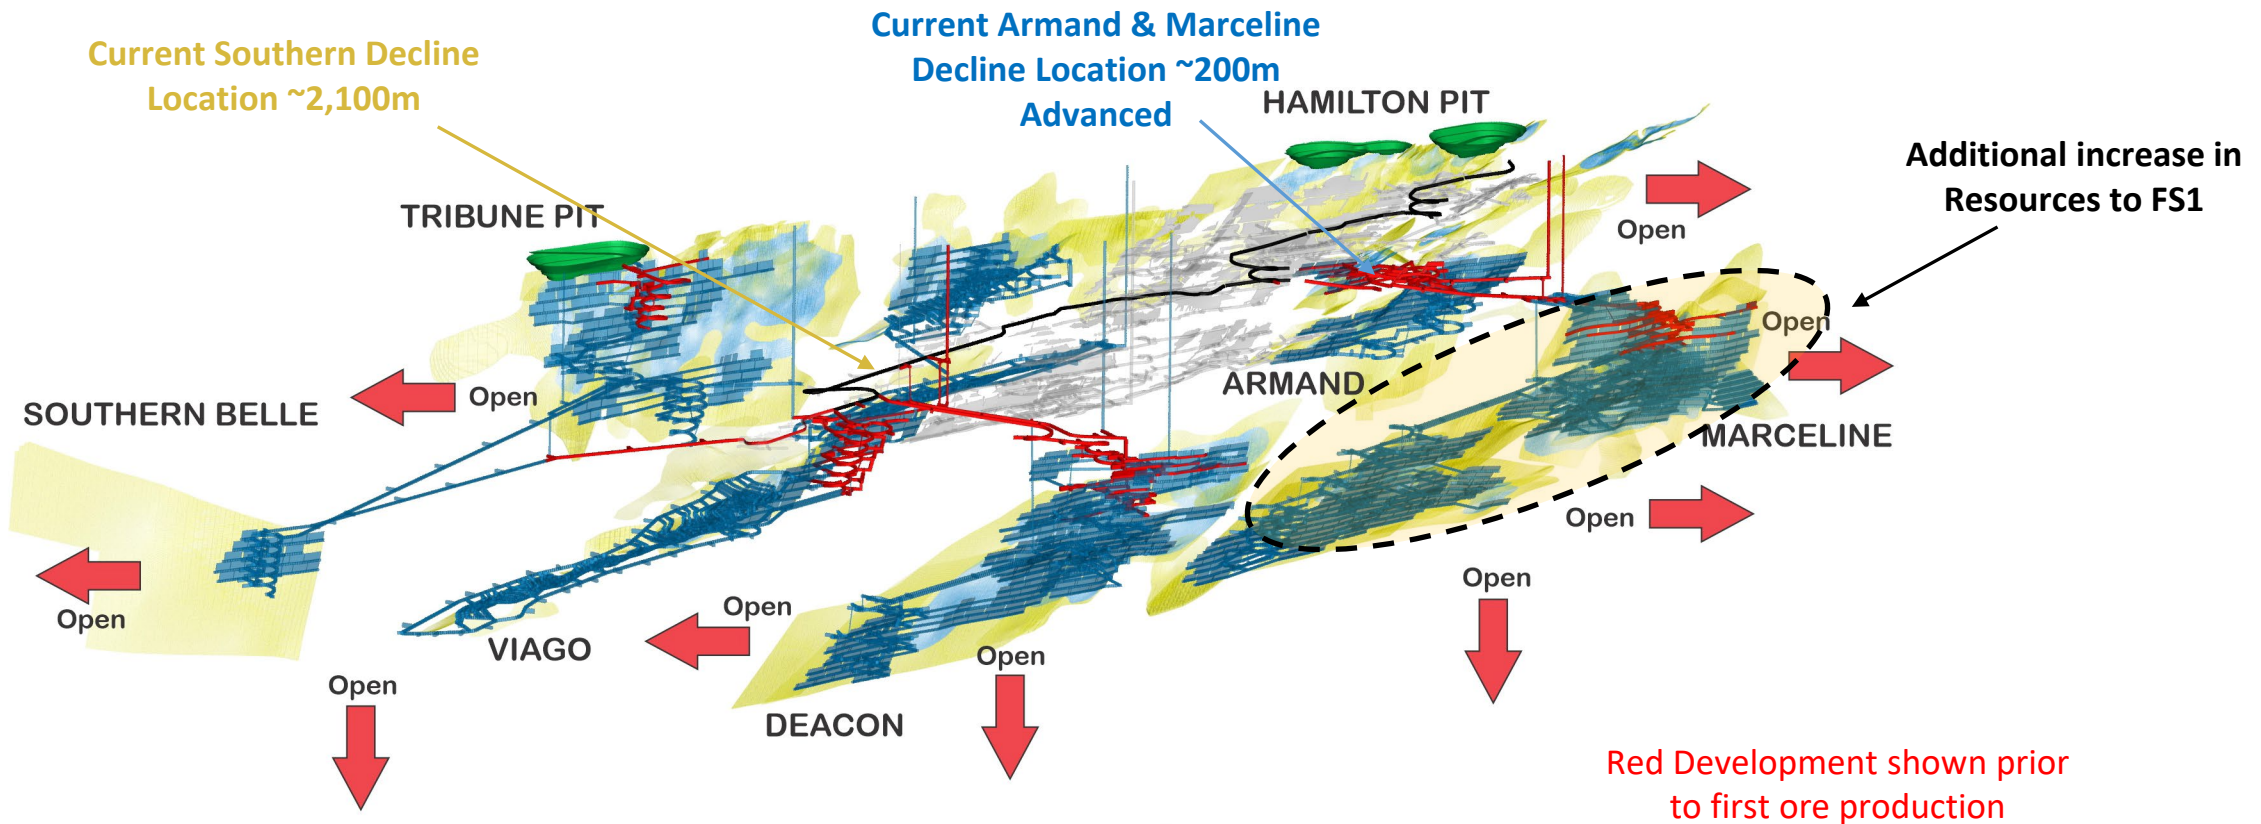 Current Southern Decline
Location ~2,100m
Current Armand & Marceline
Decline Location ~200m
Advanced
HAMILTON PIT
Additional increase in
Resources to FS1
TRIBUNE PIT
Open
Open
Open
SOUTHERN BELLE
ARMAND
MARCELINE
Open
Open
Open
Open
VIAGO
Open
Open
DEACON
Red Development shown prior
to first ore production